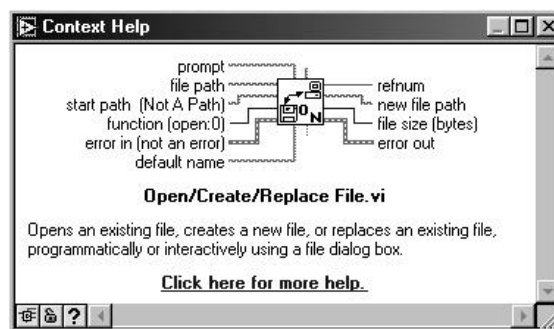 Context Help
prompt
file path
start path (Not A Path)
function (open:0)
error in (not an error)
default name
refnum
new file path
file size (bytes)
error out
O
N
Open/Create/Replace File.vi
Opens an existing file, creates a new file, or replaces an existing file,
programmatically or interactively using a file dialog box.
Click here for more help.
?